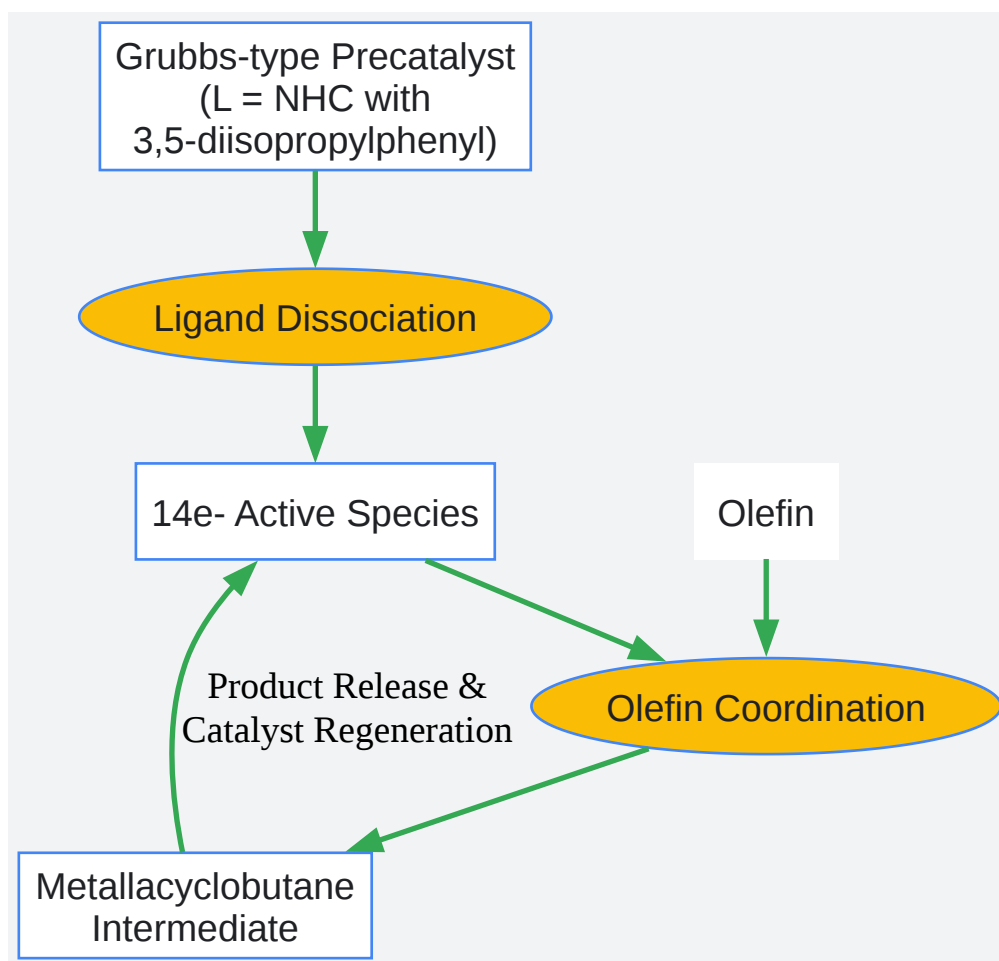 Grubbs-type Precatalyst
(L = NHC with
3,5-diisopropylphenyl)
Ligand Dissociation
14e- Active Species
Olefin
Product Release &
Catalyst Regeneration
Olefin Coordination
Metallacyclobutane
Intermediate